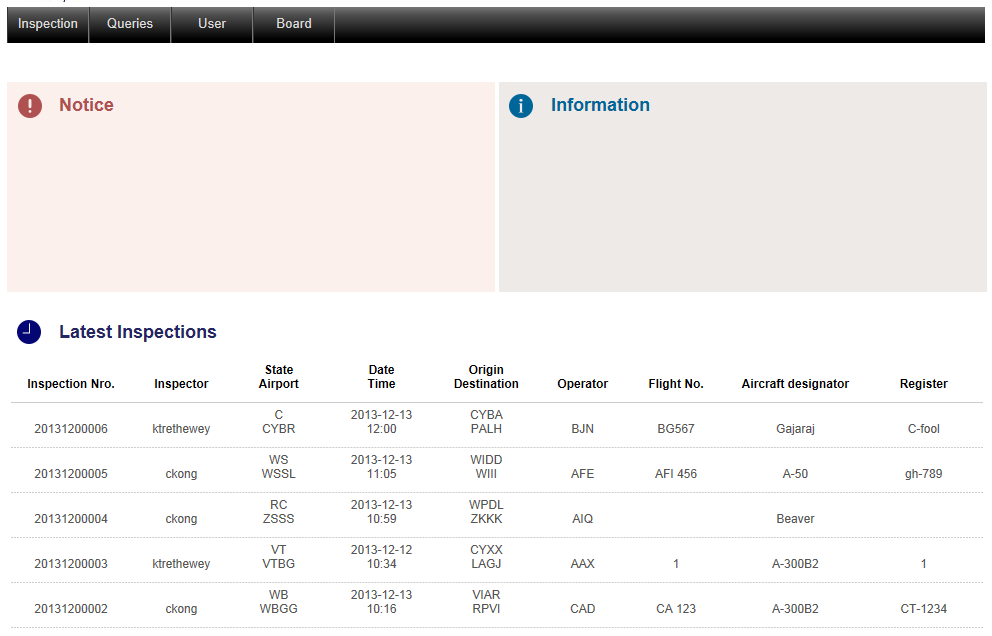 Inspection Queries User Board
Notice Information
Latest Inspections
State Date Origin
Inspection Nro. Inspector Airport Time Destination Operator Flight No. Aircraft designator Register
C 2013-12-13 CYBA
20131200006 ktrethewey CYBR 12:00 PALH BJN BG567 Gajaraj C-fool
WS 2013-12-13 WIDD
20131200005 ckong WSSL 11:05 WIII AFE AFI 456 A-50 gh-789
RC 2013-12-13 WPDL
20131200004 ckong ZSSS 10:59 ZKKK AIQ Beaver
VT 2013-12-12 CYXX
20131200003 ktrethewey VTBG 10:34 LAGJ AAX 1 A-300B2 1
WB 2013-12-13 VIAR
20131200002 ckong WBGG 10:16 RPVI CAD CA 123 A-300B2 CT-1234